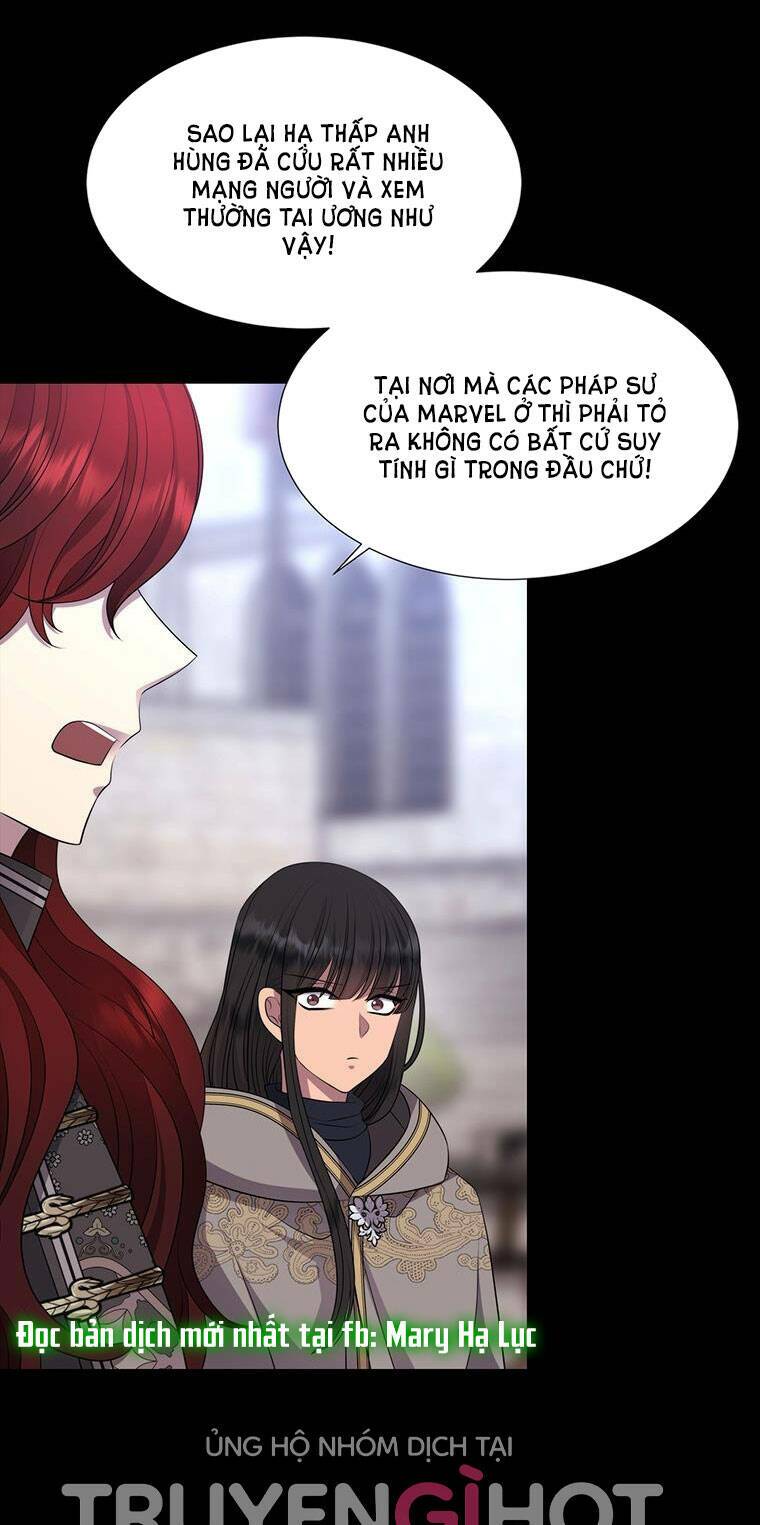 SAO LẠI HẠ THẤP ANH
HÙNG ĐÃ CỨU RẤT NHIỀU
MẠNG NGƯỜI VÀ XEM
THƯỜNG TAI ƯƠNG NHƯ
VẬY!
TẠI NƠI MÀ CÁC PHÁP SƯ
CỦA MARVEL Ở THÌ PHẢI TỎ
RA KHÔNG CÓ BẤT CỨ SUY
TÍNH GÌ TRONG ĐẦU CHỨ!
Đọc bản dịch mới nhất tại fb: Mary Hạ Lục
ỦNG HỘ NHÓM DỊCH TẠI
TRUYENGÌHOT